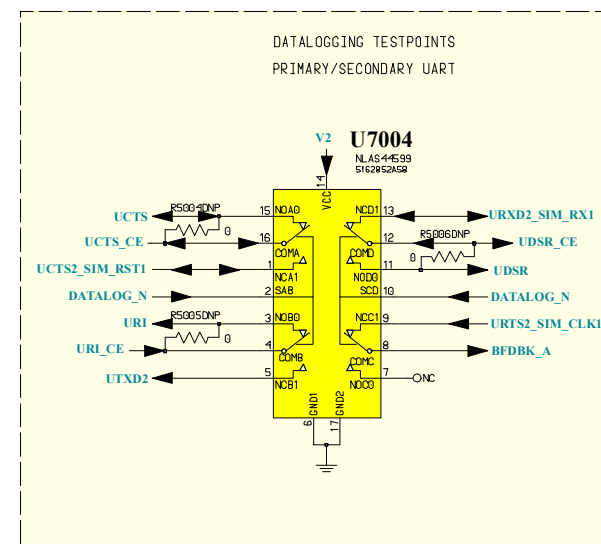 DATALOGGING TESTPOINTS
PRIMARY/SECONDARY UART
V2
U7004
NLAS44599
5162852A58
14
VCC
UCTS
R5004DNP
0
15
NOA0
UCTS_CE
16
COMA
UCTS2_SIM_RST1
1
NCA1
DATALOG_N
2
SAB
URI
R5005DNP
0
3
NOB0
URI_CE
4
COMB
UTXD2
5
NCB1
NCD1
13
URXD2_SIM_RX1
COMD
12
R5006DNP
0
UDSR_CE
NOD0
11
UDSR
SCD
10
DATALOG_N
NCC1
9
URTS2_SIM_CLK1
COMC
8
BFDBK_A
NOC0
7
NC
6
GND1
17
GND2